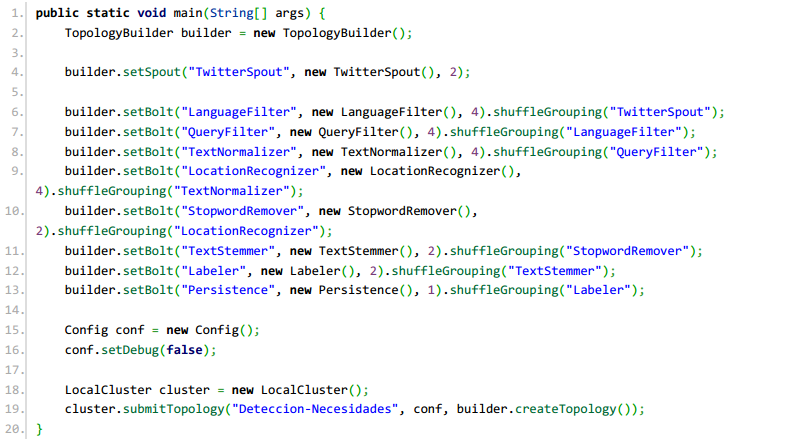 1. public static void main(String[] args) {
2.     TopologyBuilder builder = new TopologyBuilder();
3.
4.     builder.setSpout("TwitterSpout", new TwitterSpout(), 2);
5.
6.     builder.setBolt("LanguageFilter", new LanguageFilter(), 4).shuffleGrouping("TwitterSpout");
7.     builder.setBolt("QueryFilter", new QueryFilter(), 4).shuffleGrouping("LanguageFilter");
8.     builder.setBolt("TextNormalizer", new TextNormalizer(), 4).shuffleGrouping("QueryFilter");
9.     builder.setBolt("LocationRecognizer", new LocationRecognizer(),
4).shuffleGrouping("TextNormalizer");
10.     builder.setBolt("StopwordRemover", new StopwordRemover(),
2).shuffleGrouping("LocationRecognizer");
11.     builder.setBolt("TextStemmer", new TextStemmer(), 2).shuffleGrouping("StopwordRemover");
12.     builder.setBolt("Labeler", new Labeler(), 2).shuffleGrouping("TextStemmer");
13.     builder.setBolt("Persistence", new Persistence(), 1).shuffleGrouping("Labeler");
14.
15.     Config conf = new Config();
16.     conf.setDebug(false);
17.
18.     LocalCluster cluster = new LocalCluster();
19.     cluster.submitTopology("Deteccion-Necesidades", conf, builder.createTopology());
20. }